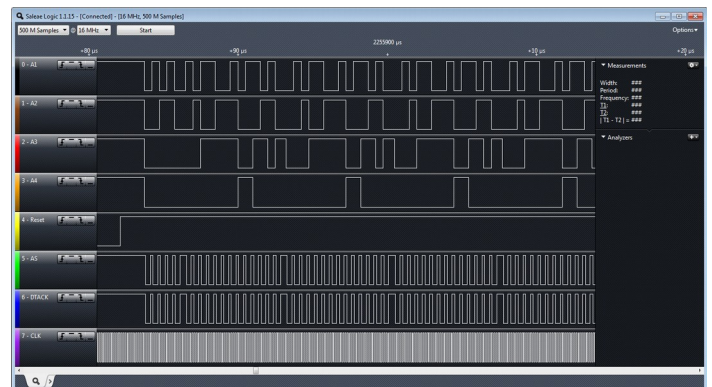 Saleae Logic 1.1.15 - [Connected] - [16 MHz, 500 M Samples]
500 M Samples @ 16 MHz Start Options
2255900 µs
+80 µs +90 µs + +10 µs +20 µs
0 - A1
1 - A2
2 - A3
3 - A4
4 - Reset
5 - AS
6 - DTACK
7 - CLK
Measurements
Width: ###
Period: ###
Frequency: ###
T1: ###
T2: ###
| T1 - T2 | = ###
Analyzers